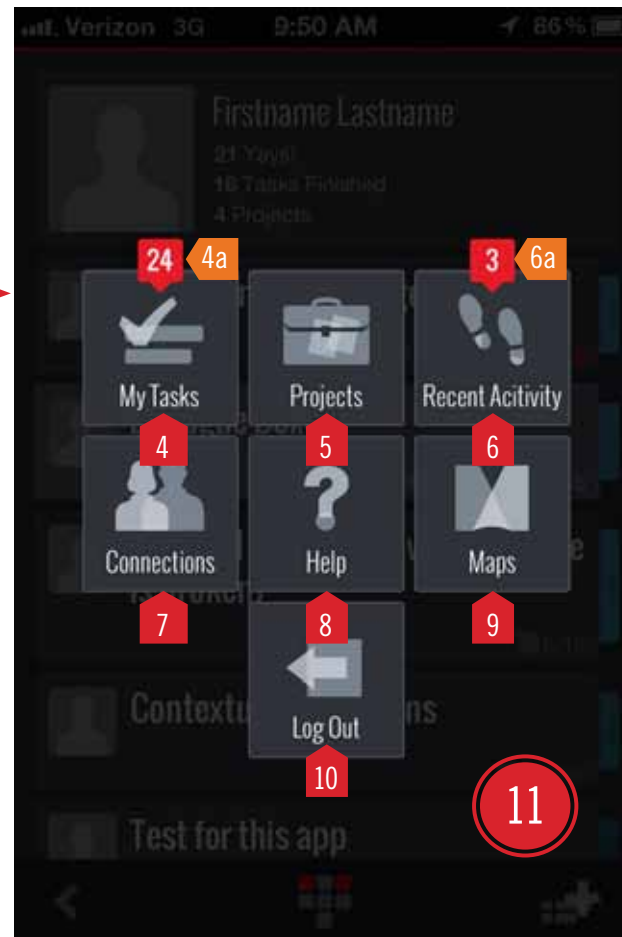 Verizon 3G 9:50 AM 86%
Firstname Lastname
21 Yays!
16 Tasks Finished
4 Projects
24 4a 3 6a
My Tasks Projects Recent Acitivity
4 5 6
Connections Help Maps
7 8 9
Contextu ns
Log Out
10
11
Test for this app